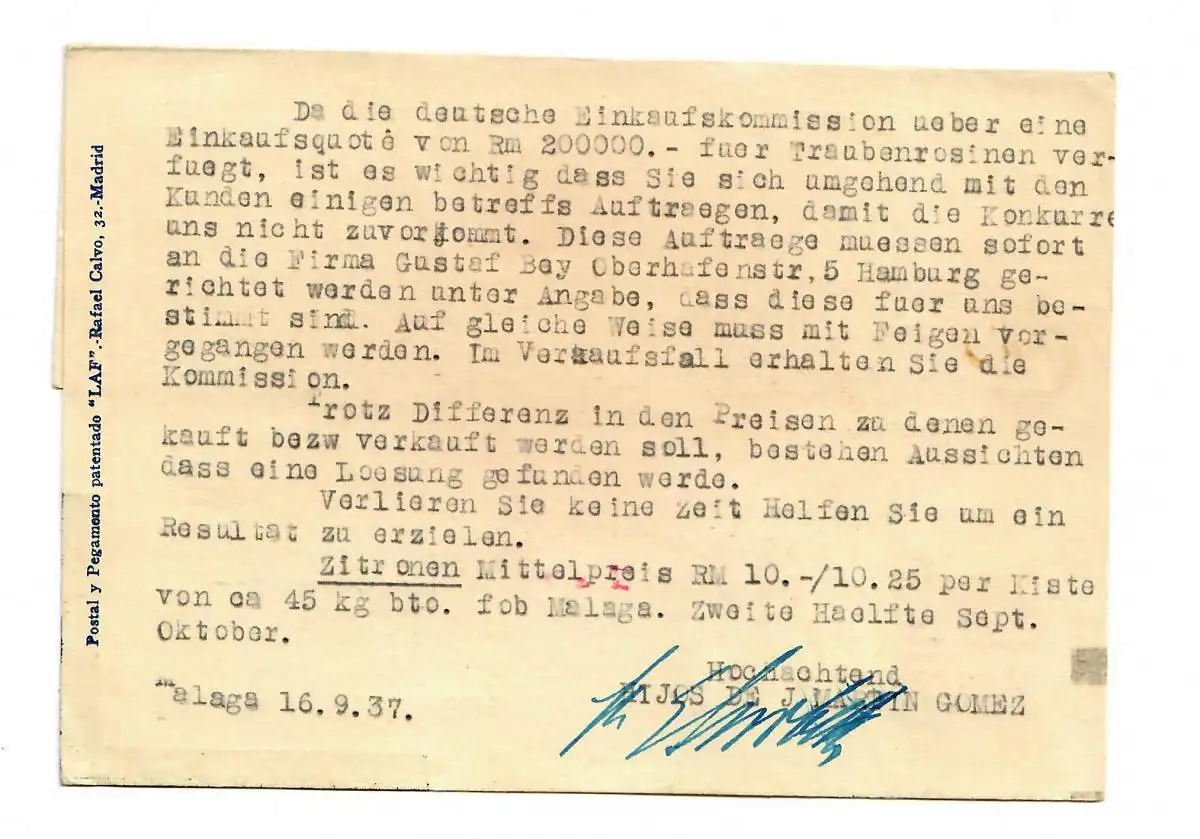 Da die deutsche Einkaufskommission ueber eine
Einkaufsquote von Rm 200000.- fuer Traubenrosinen ver-
fuegt, ist es wichtig dass Sie sich umgehend mit den
Kunden einigen betreffs Auftraegen, damit die Konkurre
uns nicht zuvorkommt. Diese Auftraege muessen sofort
an die Firma Gustaf Bey Oberhafenstr,5 Hamburg ge-
richtet werden unter Angabe, dass diese fuer uns be-
stimmt sind. Auf gleiche Weise muss mit Feigen vor-
gegangen werden. Im Verkaufsfall erhalten Sie die
Kommission.
Trotz Differenz in den Preisen zu denen ge-
kauft bezw verkauft werden soll, bestehen Aussichten
dass eine Loesung gefunden werde.
Verlieren Sie keine Zeit Helfen Sie um ein
Resultat zu erzielen.
Zitronen Mittelpreis RM 10.-/10.25 per Kiste
von ca 45 kg bto. fob Malaga. Zweite Haelfte Sept.
Oktober.
Hochachtend
Malaga 16.9.37.
HIJOS DE J MARTIN GOMEZ
Postal y Pegamento patentado "LAF".-Rafael Calvo, 32.-Madrid